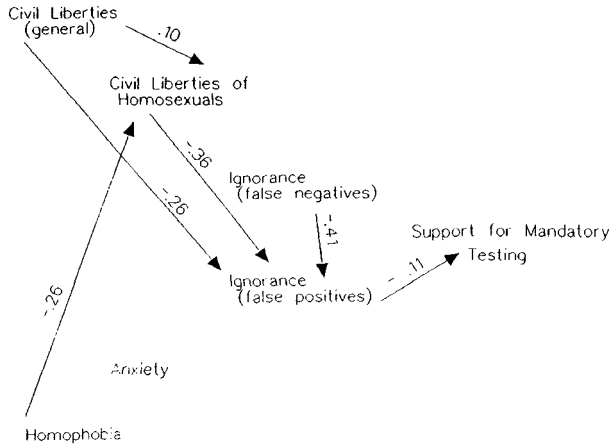 Civil Liberties
(general)
.10
Civil Liberties of
Homosexuals
-.36
Ignorance
(false negatives)
-.26
-.41
Support for Mandatory
Testing
Ignorance
(false positives)
- .11
-.26
Anxiety
Homophobia